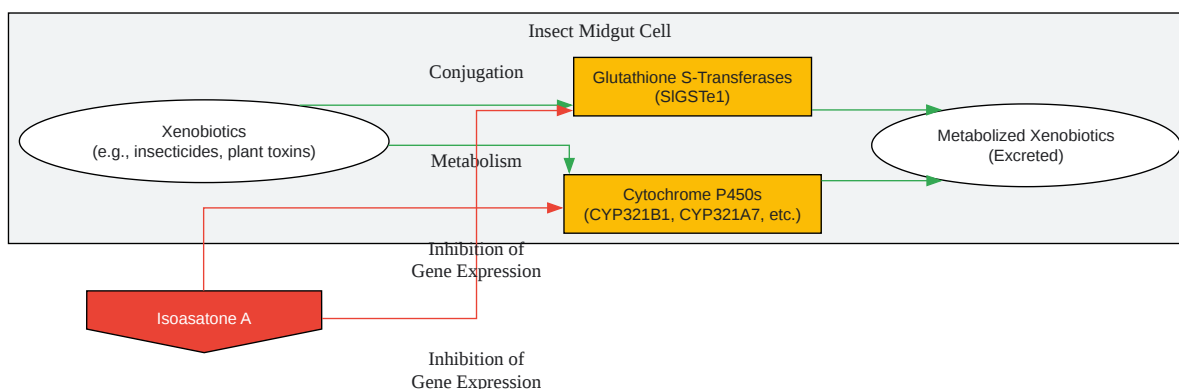 Insect Midgut Cell
Conjugation
Glutathione S-Transferases
(SlGSTe1)
Xenobiotics
(e.g., insecticides, plant toxins)
Metabolized Xenobiotics
(Excreted)
Metabolism
Cytochrome P450s
(CYP321B1, CYP321A7, etc.)
Inhibition of
Gene Expression
Isoasatone A
Inhibition of
Gene Expression